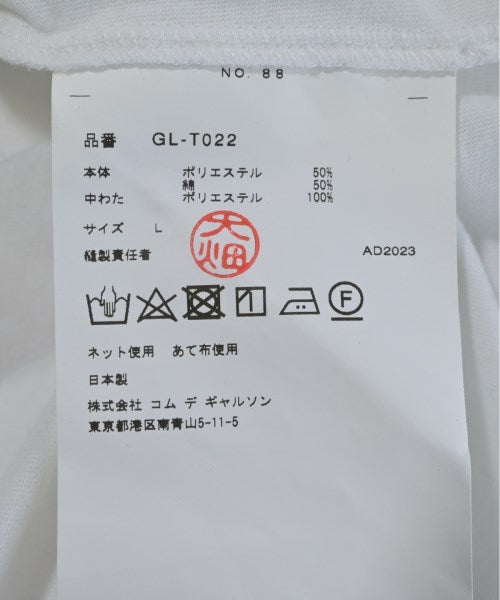 NO. 88
品番 GL-T022
本体 ポリエステル 50%
綿 50%
中わた ポリエステル 100%
サイズ L
縫製責任者 大畑 AD2023
F
ネット使用 あて布使用
日本製
株式会社 コム デ ギャルソン
東京都港区南青山5-11-5